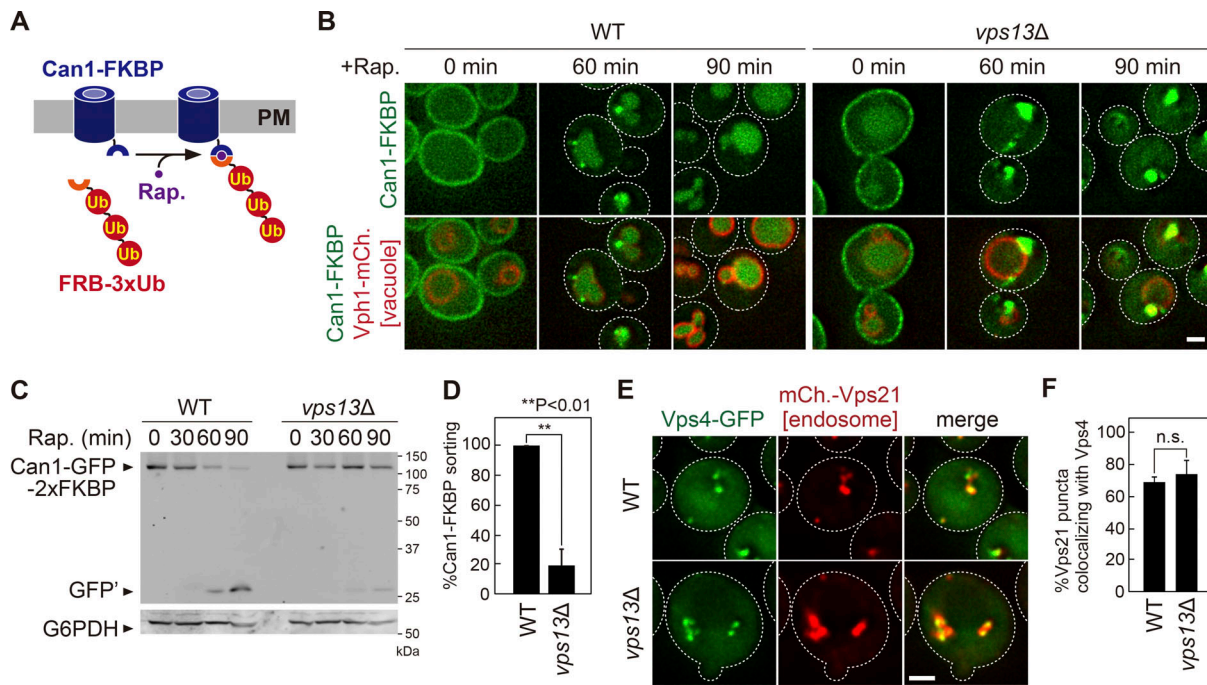 A
Can1-FKBP
PM
Rap.
Ub
Ub
Ub
Ub
Ub
Ub
FRB-3xUb
B
WT
vps13Δ
+Rap.
0 min
60 min
90 min
0 min
60 min
90 min
Can1-FKBP
Can1-FKBP
Vph1-mCh.
[vacuole]
C
WT
vps13Δ
Rap. (min)
0 30 60 90
0 30 60 90
Can1-GFP
-2xFKBP
GFP'
G6PDH
150
100
75
50
37
25
50
kDa
D
**P<0.01
**
%Can1-FKBP sorting
100
80
60
40
20
0
WT
vps13Δ
E
Vps4-GFP
mCh.-Vps21
[endosome]
merge
WT
vps13Δ
F
n.s.
%Vps21 puncta
colocalizing with Vps4
100
80
60
40
20
0
WT
vps13Δ